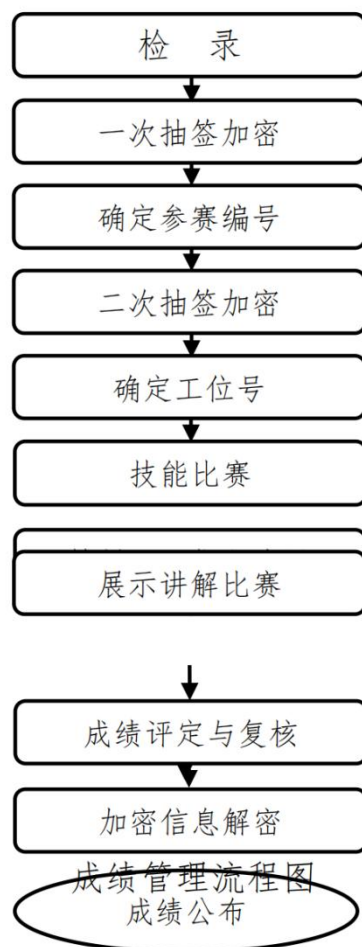 检 录
一次抽签加密
确定参赛编号
二次抽签加密
确定工位号
技能比赛
展示讲解比赛
成绩评定与复核
加密信息解密
成绩管理流程图
成绩公布